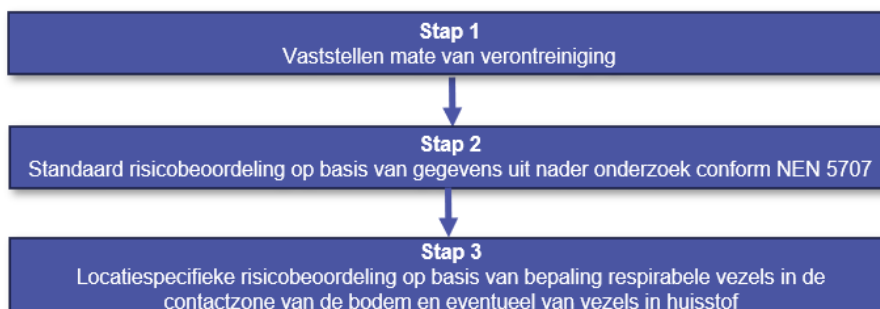 Stap 1
Vaststellen mate van verontreiniging
Stap 2
Standaard risicobeoordeling op basis van gegevens uit nader onderzoek conform NEN 5707
Stap 3
Locatiespecifieke risicobeoordeling op basis van bepaling respirabele vezels in de
contactzone van de bodem en eventueel van vezels in huisstof